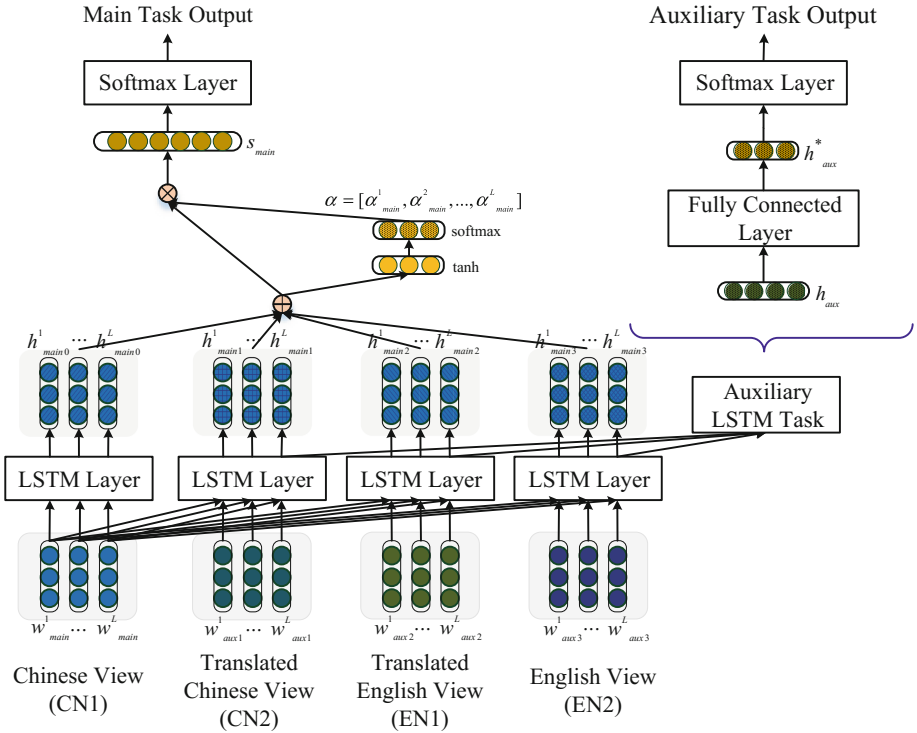 Main Task Output
Auxiliary Task Output
Softmax Layer
Softmax Layer
s_main
h*_aux
α = [α¹_main, α²_main, ..., α^L_main]
softmax
Fully Connected
Layer
tanh
h_aux
h¹_main0 ... h^L_main0
h¹_main1 ... h^L_main1
h¹_main2 ... h^L_main2
h¹_main3 ... h^L_main3
Auxiliary
LSTM Task
LSTM Layer
LSTM Layer
LSTM Layer
LSTM Layer
w¹_main ... w^L_main
w¹_aux1 ... w^L_aux1
w¹_aux2 ... w^L_aux2
w¹_aux3 ... w^L_aux3
Chinese View
(CN1)
Translated
Chinese View
(CN2)
Translated
English View
(EN1)
English View
(EN2)